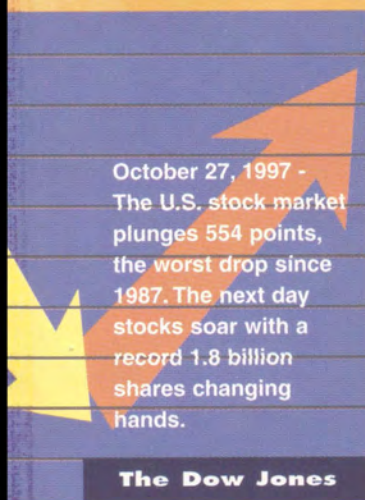 October 27, 1997 -
The U.S. stock market
plunges 554 points,
the worst drop since
1987. The next day
stocks soar with a
record 1.8 billion
shares changing
hands.
The Dow Jones